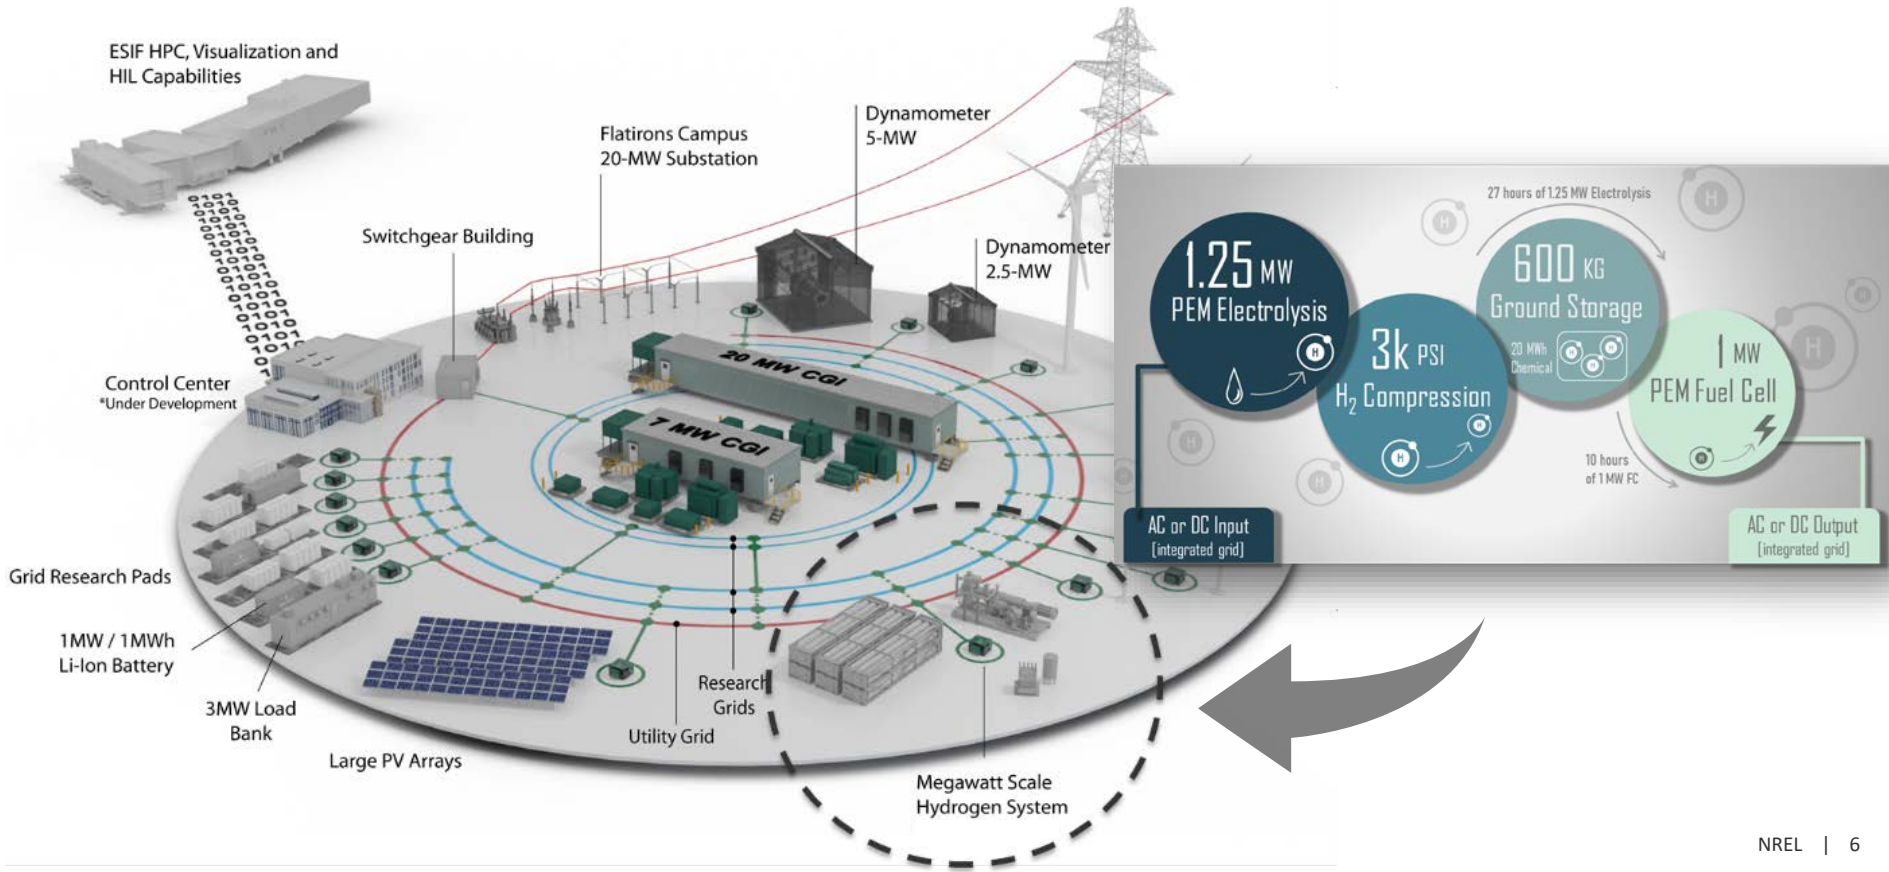 ESIF HPC, Visualization and
HIL Capabilities
Flatirons Campus
20-MW Substation
Dynamometer
5-MW
Switchgear Building
Dynamometer
2.5-MW
Control Center
*Under Development
20 MW CGI
7 MW CGI
Grid Research Pads
1MW / 1MWh
Li-Ion Battery
3MW Load
Bank
Large PV Arrays
Utility Grid
Research
Grids
Megawatt Scale
Hydrogen System
27 hours of 1.25 MW Electrolysis
1.25 MW
PEM Electrolysis
H
3k PSI
H₂ Compression
H
H
600 KG
Ground Storage
20 MWh
Chemical
H
H
H
1 MW
PEM Fuel Cell
H
10 hours
of 1 MW FC
AC or DC Input
[integrated grid]
AC or DC Output
[integrated grid]
NREL | 6